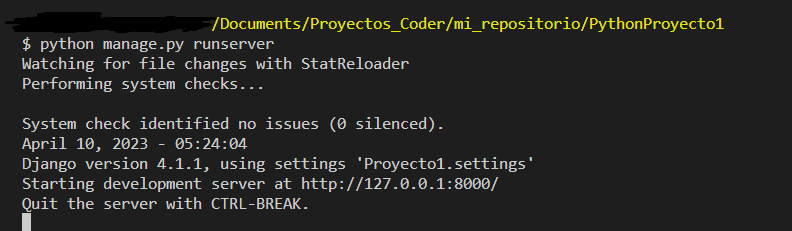 /Documents/Proyectos_Coder/mi_repositorio/PythonProyecto1
$ python manage.py runserver
Watching for file changes with StatReloader
Performing system checks...
System check identified no issues (0 silenced).
April 10, 2023 - 05:24:04
Django version 4.1.1, using settings 'Proyecto1.settings'
Starting development server at http://127.0.0.1:8000/
Quit the server with CTRL-BREAK.